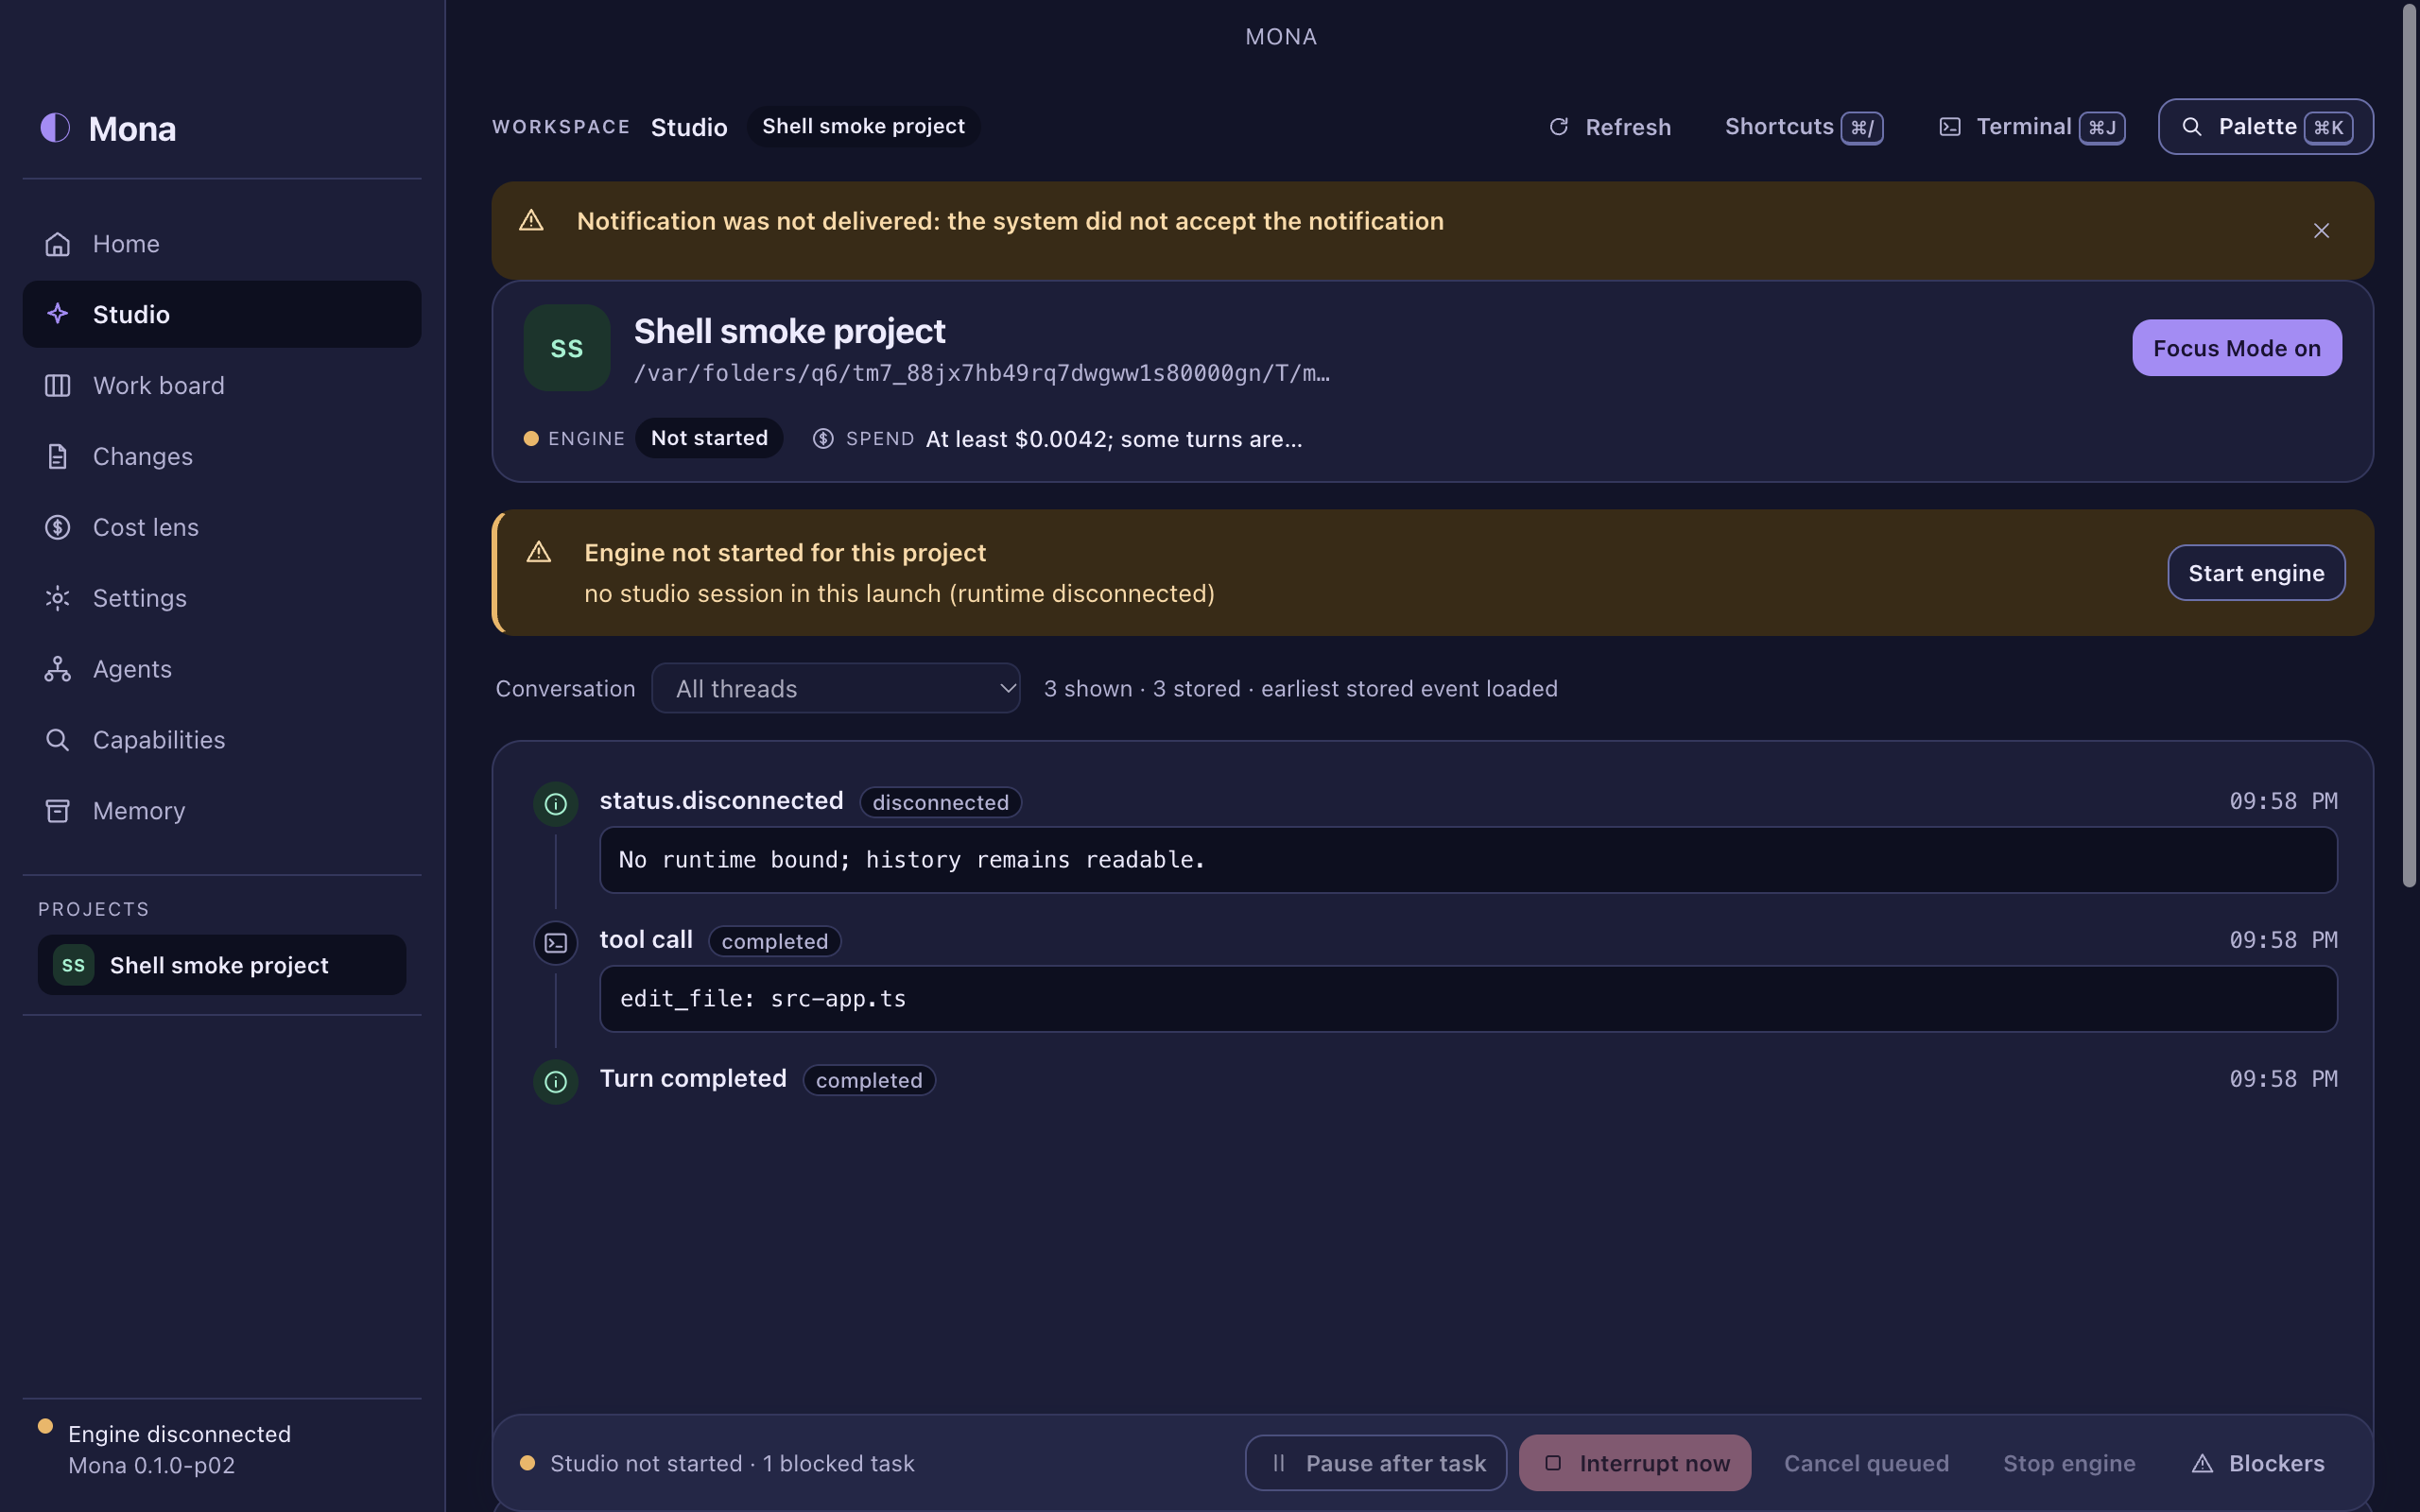 MONA
Mona
Home
Studio
Work board
Changes
Cost lens
Settings
Agents
Capabilities
Memory
PROJECTS
SS Shell smoke project
Engine disconnected
Mona 0.1.0-p02
WORKSPACE Studio Shell smoke project
Refresh Shortcuts ⌘/ Terminal ⌘J Palette ⌘K
Notification was not delivered: the system did not accept the notification
SS
Shell smoke project
/var/folders/q6/tm7_88jx7hb49rq7dwgww1s80000gn/T/m…
Focus Mode on
ENGINE Not started SPEND At least $0.0042; some turns are…
Engine not started for this project
no studio session in this launch (runtime disconnected)
Start engine
Conversation All threads 3 shown · 3 stored · earliest stored event loaded
status.disconnected disconnected 09:58 PM
No runtime bound; history remains readable.
tool call completed 09:58 PM
edit_file: src-app.ts
Turn completed completed 09:58 PM
Studio not started · 1 blocked task
Pause after task Interrupt now Cancel queued Stop engine Blockers